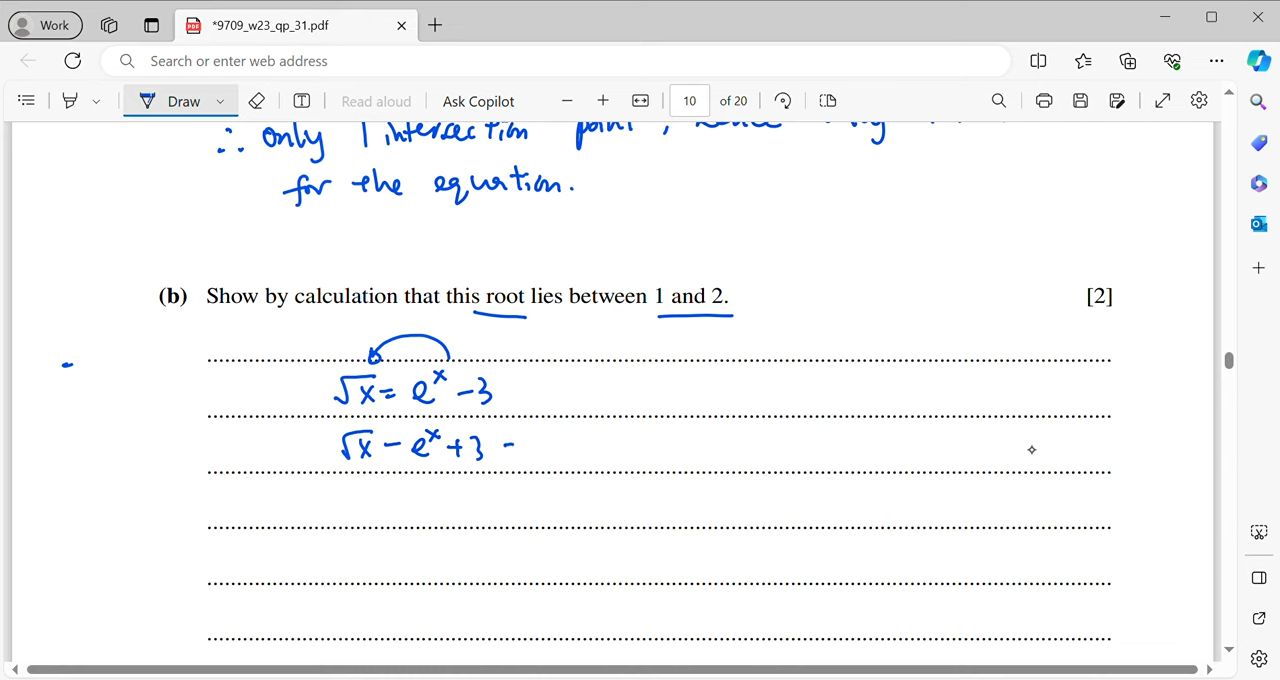 Work
*9709_w23_qp_31.pdf
Search or enter web address
Draw
Read aloud
Ask Copilot
10 of 20
∴ only 1 intersection point, hence
for the equation.
(b) Show by calculation that this root lies between 1 and 2. [2]
√x = e^x - 3
√x - e^x + 3 =